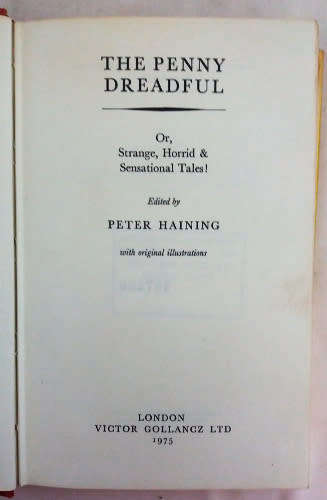 THE PENNY
DREADFUL
Or,
Strange, Horrid &
Sensational Tales!
Edited by
PETER HAINING
with original illustrations
LONDON
VICTOR GOLLANCZ LTD
1975